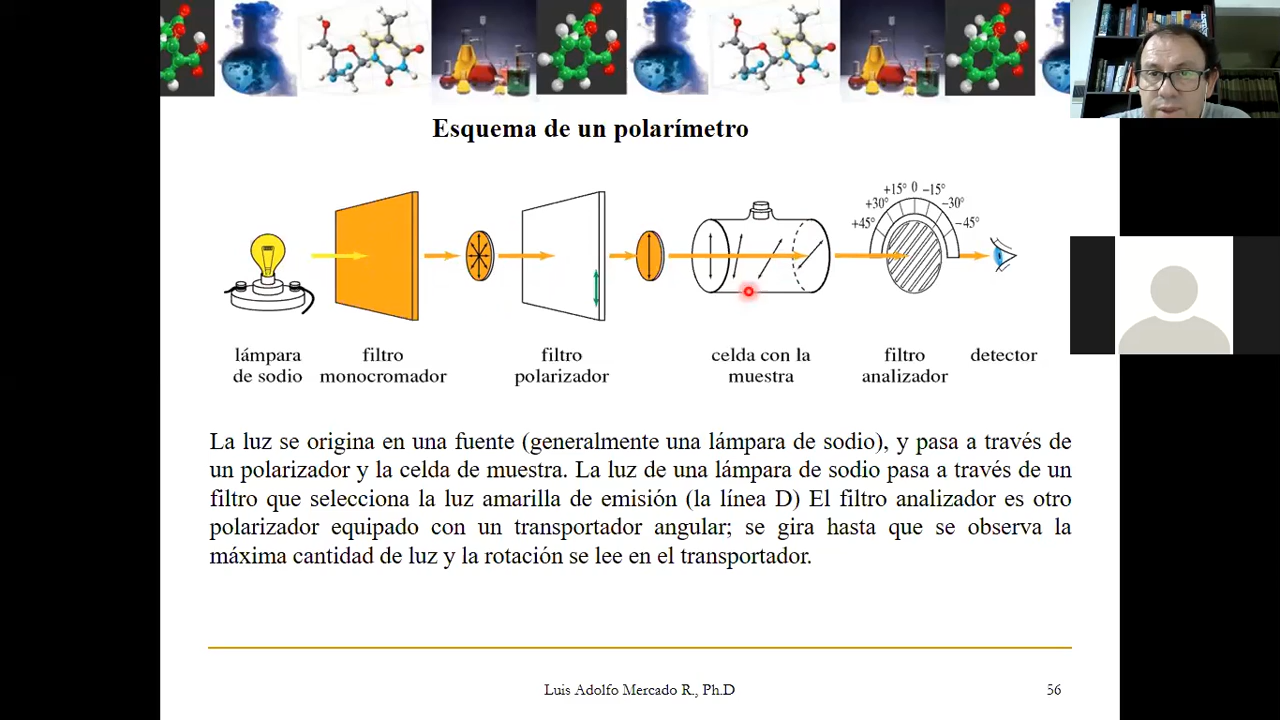 Esquema de un polarímetro
+15° 0 −15°
+30° −30°
+45° −45°
lámpara
de sodio
filtro
monocromador
filtro
polarizador
celda con la
muestra
filtro
analizador
detector
La luz se origina en una fuente (generalmente una lámpara de sodio), y pasa a través de
un polarizador y la celda de muestra. La luz de una lámpara de sodio pasa a través de un
filtro que selecciona la luz amarilla de emisión (la línea D) El filtro analizador es otro
polarizador equipado con un transportador angular; se gira hasta que se observa la
máxima cantidad de luz y la rotación se lee en el transportador.
Luis Adolfo Mercado R., Ph.D
56